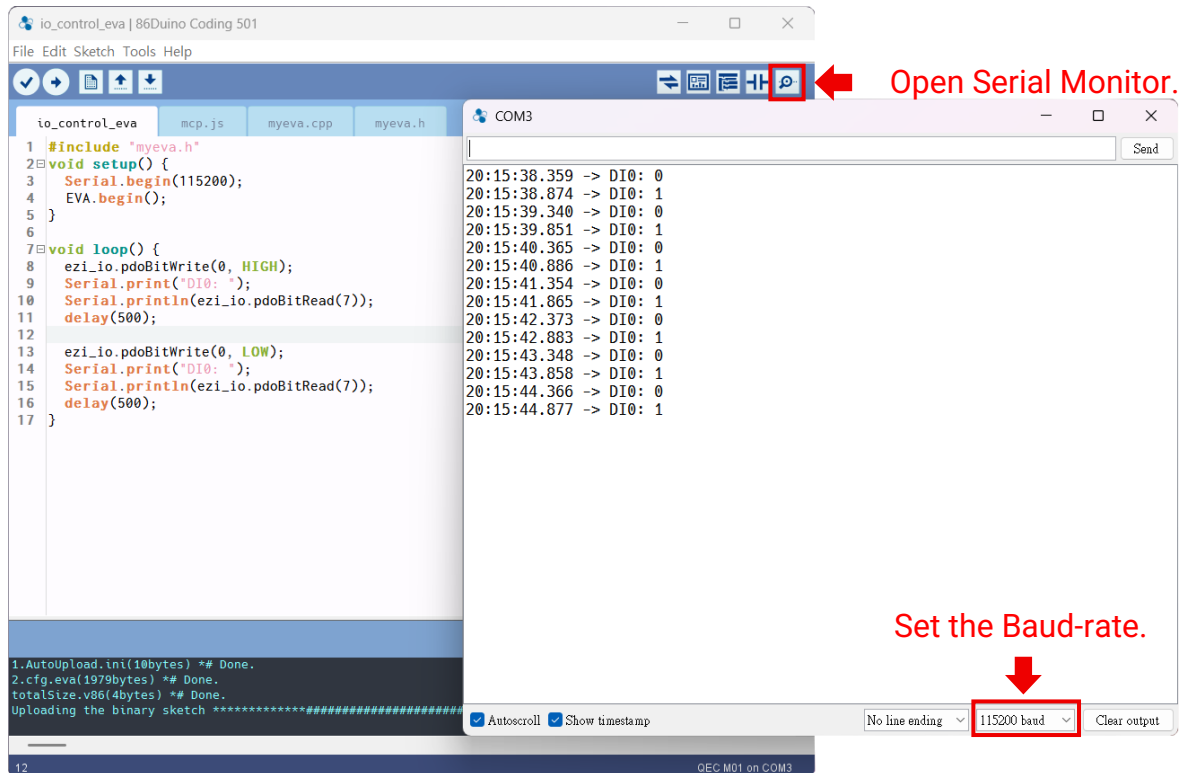 io_control_eva | 86Duino Coding 501
File Edit Sketch Tools Help
Open Serial Monitor.
io_control_eva mcp.js myeva.cpp myeva.h
1 #include "myeva.h"
2 void setup() {
3 Serial.begin(115200);
4 EVA.begin();
5 }
6
7 void loop() {
8 ezi_io.pdoBitWrite(0, HIGH);
9 Serial.print("DI0: ");
10 Serial.println(ezi_io.pdoBitRead(7));
11 delay(500);
12
13 ezi_io.pdoBitWrite(0, LOW);
14 Serial.print("DI0: ");
15 Serial.println(ezi_io.pdoBitRead(7));
16 delay(500);
17 }
COM3
Send
20:15:38.359 -> DI0: 0
20:15:38.874 -> DI0: 1
20:15:39.340 -> DI0: 0
20:15:39.851 -> DI0: 1
20:15:40.365 -> DI0: 0
20:15:40.886 -> DI0: 1
20:15:41.354 -> DI0: 0
20:15:41.865 -> DI0: 1
20:15:42.373 -> DI0: 0
20:15:42.883 -> DI0: 1
20:15:43.348 -> DI0: 0
20:15:43.858 -> DI0: 1
20:15:44.366 -> DI0: 0
20:15:44.877 -> DI0: 1
Set the Baud-rate.
Autoscroll Show timestamp No line ending 115200 baud Clear output
1.AutoUpload.ini(10bytes) *# Done.
2.cfg.eva(1979bytes) *# Done.
totalSize.v86(4bytes) *# Done.
Uploading the binary sketch *************######################
12 QEC M01 on COM3